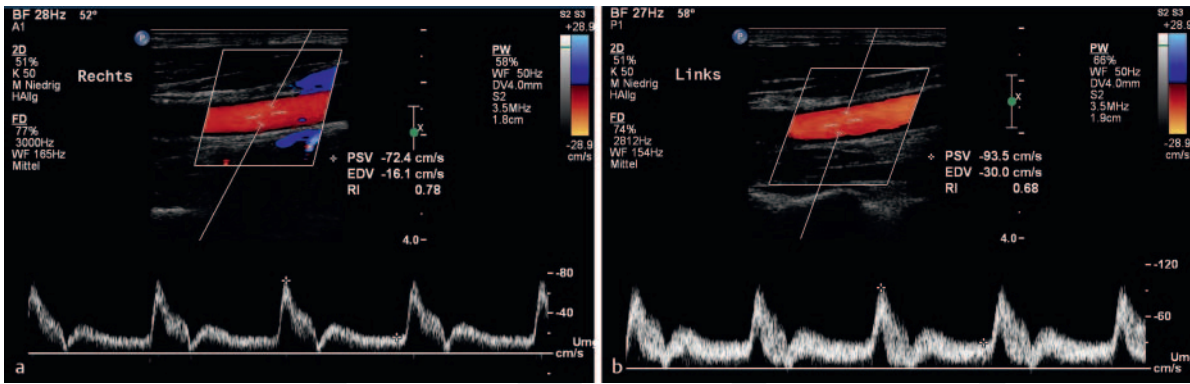 BF 28Hz 52°
A1
S2 S3
+28.9
2D
51%
K 50
M Niedrig
HAllg
FD
77%
3000Hz
WF 165Hz
Mittel
Rechts
P
PW
58%
WF 50Hz
DV4.0mm
S2
3.5MHz
1.8cm
-28.9
cm/s
X
PSV -72.4 cm/s
EDV -16.1 cm/s
RI 0.78
4.0
-80
-40
cm/s
a
BF 27Hz 58°
P1
S2 S3
+28.9
2D
51%
K 50
M Niedrig
HAllg
FD
74%
2812Hz
WF 154Hz
Mittel
Links
P
PW
66%
WF 50Hz
DV4.0mm
S2
3.5MHz
1.9cm
-28.9
cm/s
X
PSV -93.5 cm/s
EDV -30.0 cm/s
RI 0.68
4.0
-120
-60
cm/s
b